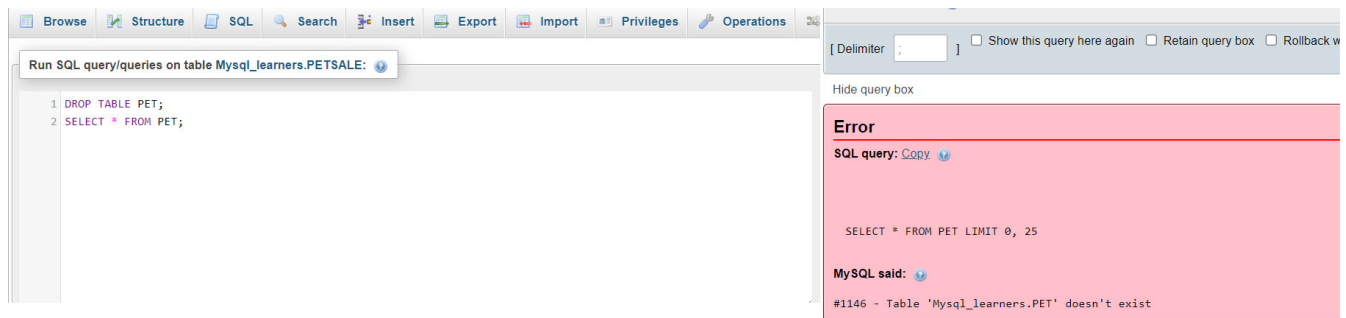 Browse Structure SQL Search Insert Export Import Privileges Operations
Run SQL query/queries on table Mysql_learners.PETSALE:
1 DROP TABLE PET;
2 SELECT * FROM PET;
[ Delimiter ; ] Show this query here again Retain query box Rollback w
Hide query box
Error
SQL query: Copy
SELECT * FROM PET LIMIT 0, 25
MySQL said:
#1146 - Table 'Mysql_learners.PET' doesn't exist